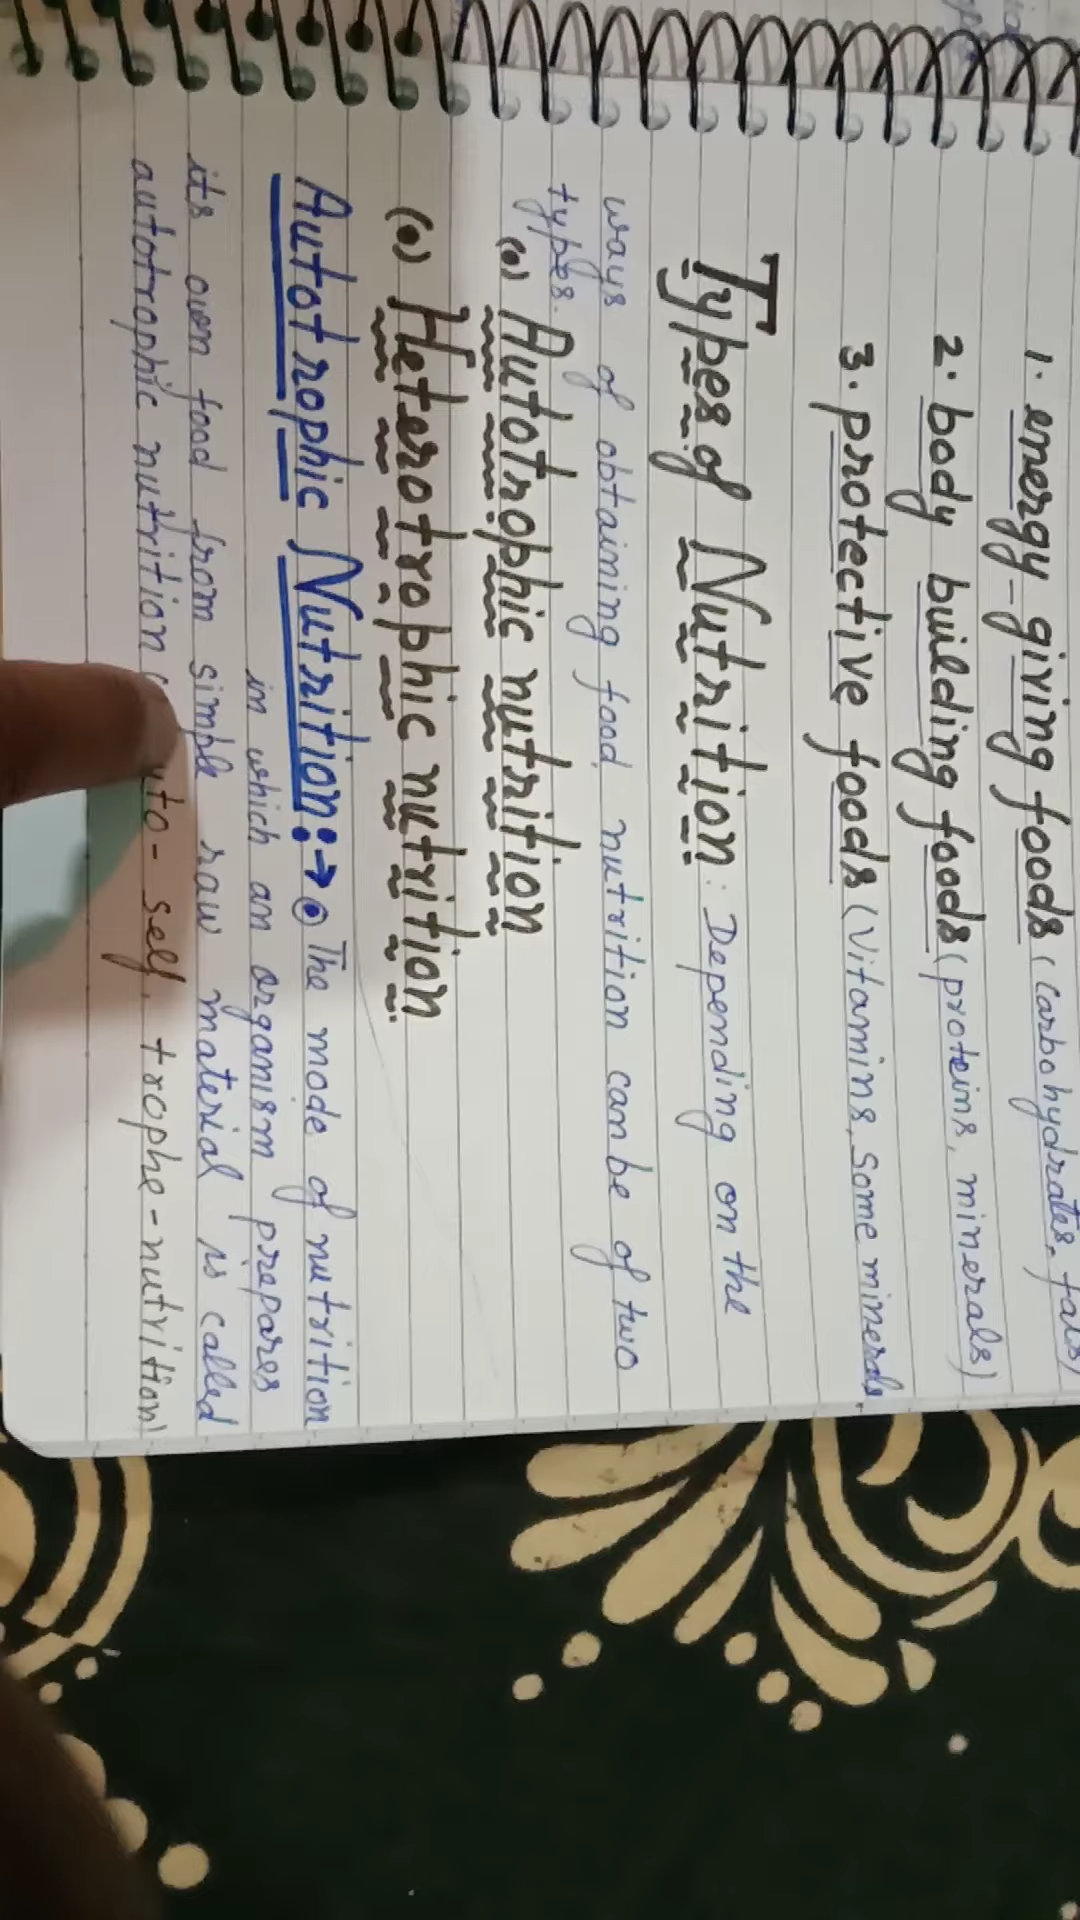 1. energy-giving foods (carbohydrates, fats)
2. body building foods (proteins, minerals)
3. protective foods (Vitamins, Some minerals.
Types of Nutrition: Depending on the
ways of obtaining food, nutrition can be of two
types.
(•) Autotrophic nutrition
(•) Heterotrophic nutrition
Autotrophic Nutrition:→ The mode of nutrition
in which an organism prepares
its own food from simple raw material is called
autotrophic nutrition (to-self, trophe-nutrition)